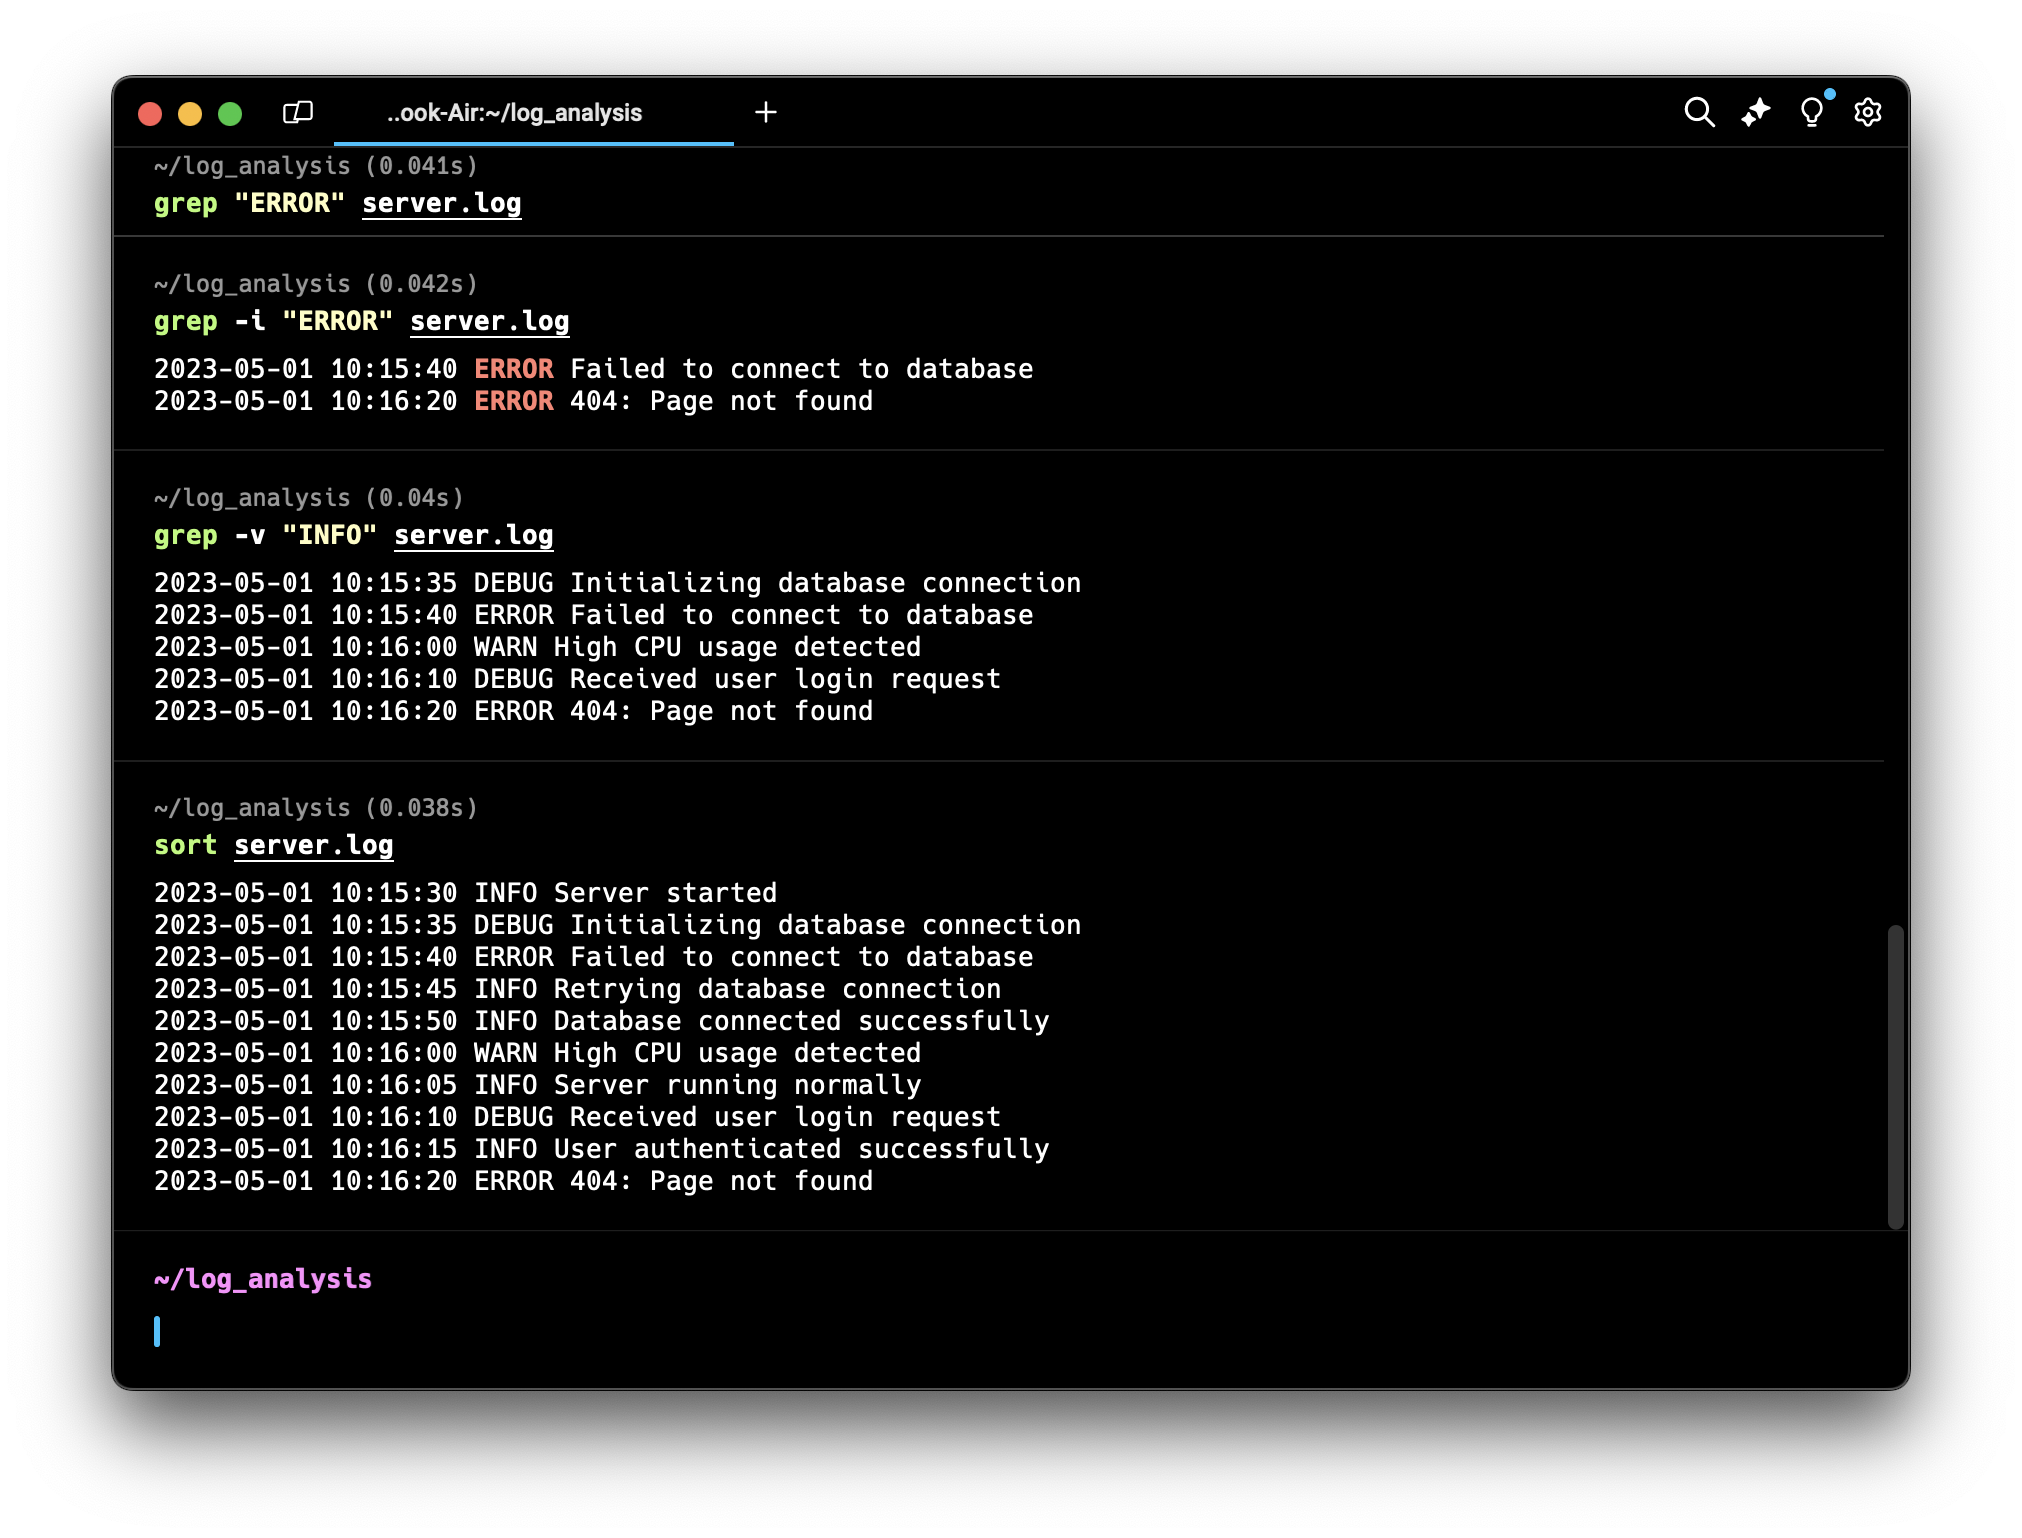 ..ook-Air:~/log_analysis
~/log_analysis (0.041s)
grep "ERROR" server.log
~/log_analysis (0.042s)
grep -i "ERROR" server.log
2023-05-01 10:15:40 ERROR Failed to connect to database
2023-05-01 10:16:20 ERROR 404: Page not found
~/log_analysis (0.04s)
grep -v "INFO" server.log
2023-05-01 10:15:35 DEBUG Initializing database connection
2023-05-01 10:15:40 ERROR Failed to connect to database
2023-05-01 10:16:00 WARN High CPU usage detected
2023-05-01 10:16:10 DEBUG Received user login request
2023-05-01 10:16:20 ERROR 404: Page not found
~/log_analysis (0.038s)
sort server.log
2023-05-01 10:15:30 INFO Server started
2023-05-01 10:15:35 DEBUG Initializing database connection
2023-05-01 10:15:40 ERROR Failed to connect to database
2023-05-01 10:15:45 INFO Retrying database connection
2023-05-01 10:15:50 INFO Database connected successfully
2023-05-01 10:16:00 WARN High CPU usage detected
2023-05-01 10:16:05 INFO Server running normally
2023-05-01 10:16:10 DEBUG Received user login request
2023-05-01 10:16:15 INFO User authenticated successfully
2023-05-01 10:16:20 ERROR 404: Page not found
~/log_analysis